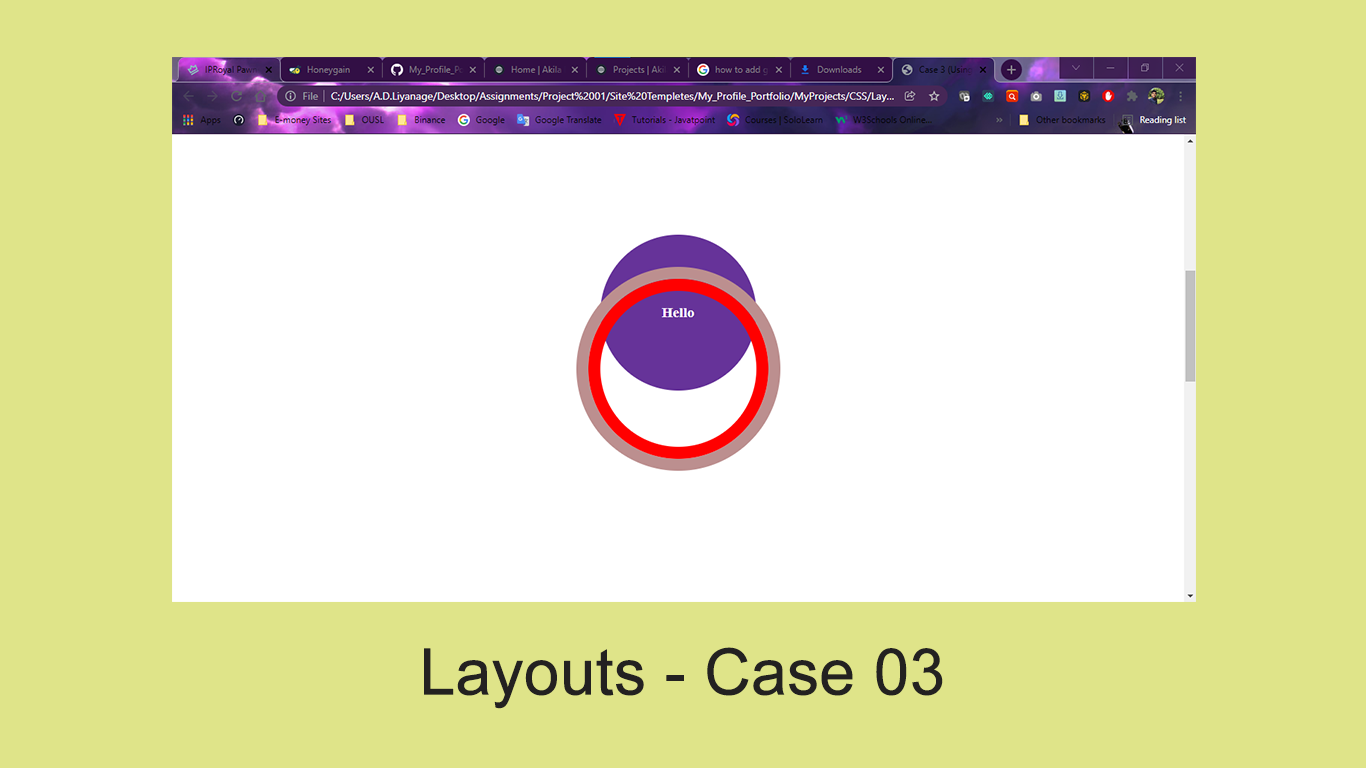 IPRoyal Paw
Honeygain
My_Profile_P
Home | Akila
Projects | Aki
how to add g
Downloads
Case 3 (Usin
File
C:/Users/A.D.Liyanage/Desktop/Assignments/Project%2001/Site%20Templetes/My_Profile_Portfolio/MyProjects/CSS/Lay...
Apps
E-money Sites
OUSL
Binance
Google
Google Translate
Tutorials - Javatpoint
Courses | SoloLearn
W3Schools Online...
»
Other bookmarks
Reading list
Hello
Layouts - Case 03